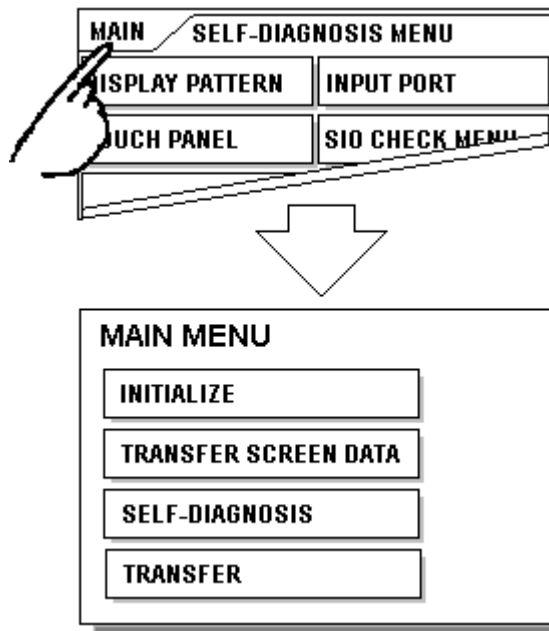 MAIN SELF-DIAGNOSIS MENU
ISPLAY PATTERN INPUT PORT
OUCH PANEL SIO CHECK MENU
MAIN MENU
INITIALIZE
TRANSFER SCREEN DATA
SELF-DIAGNOSIS
TRANSFER